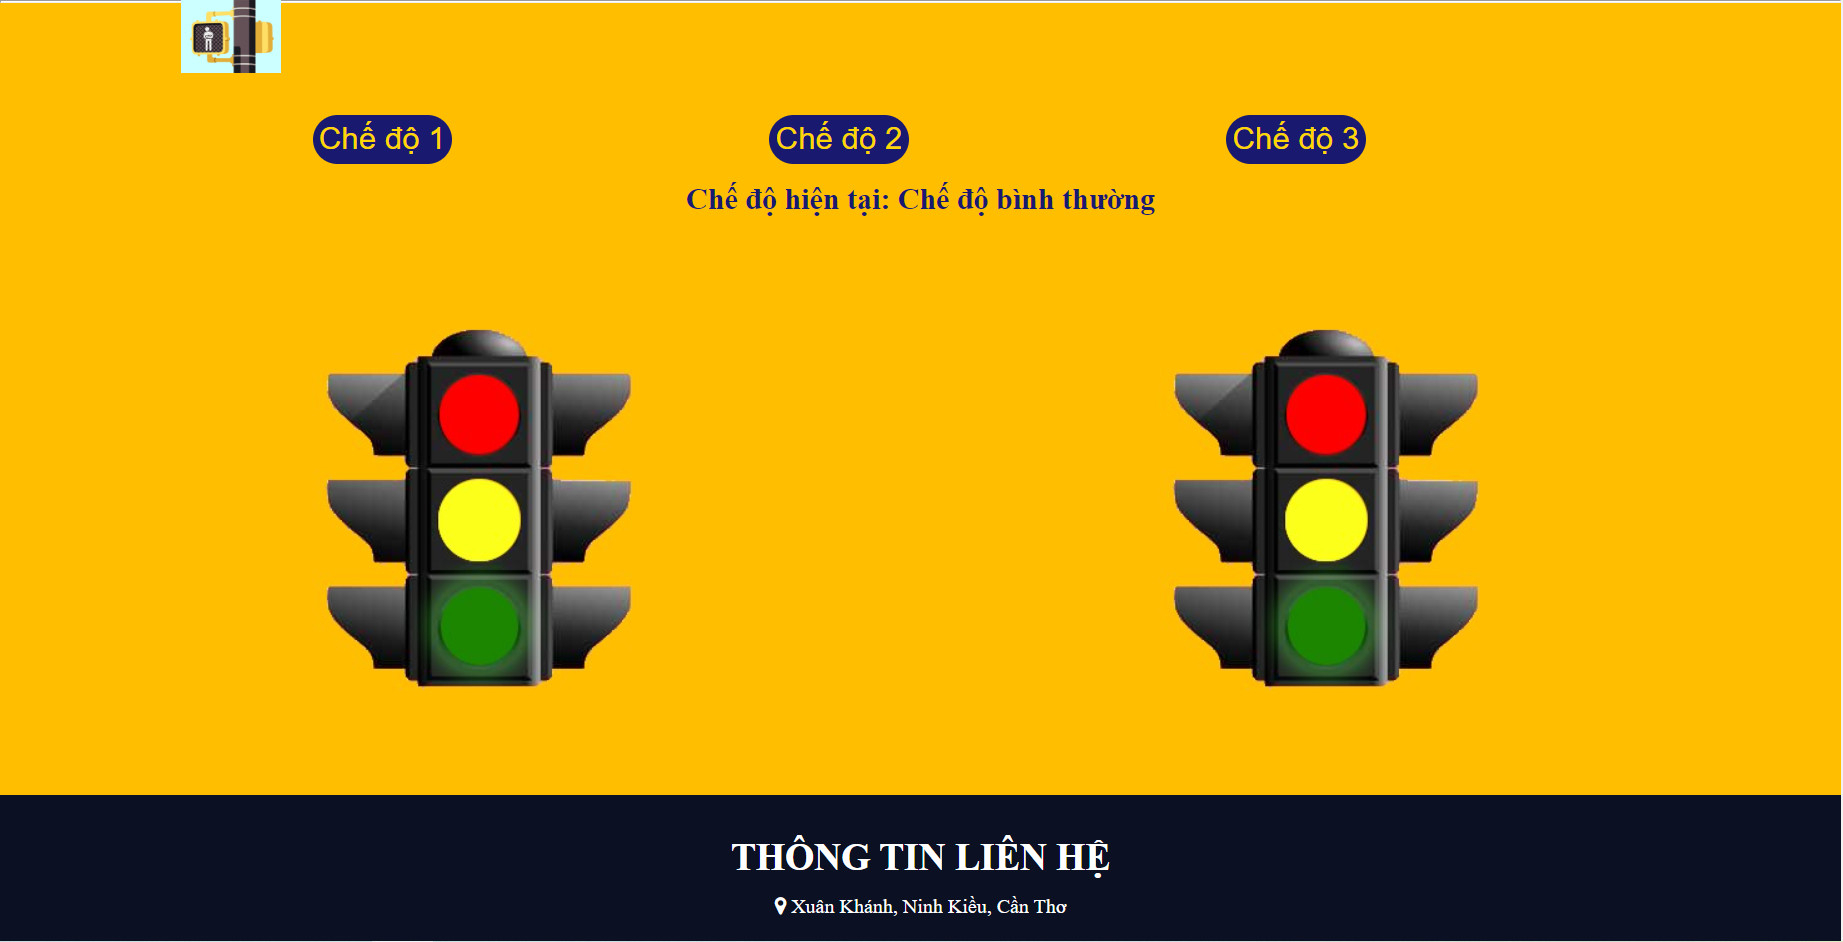 Chế độ 1
Chế độ 2
Chế độ 3
Chế độ hiện tại: Chế độ bình thường
THÔNG TIN LIÊN HỆ
Xuân Khánh, Ninh Kiều, Cần Thơ